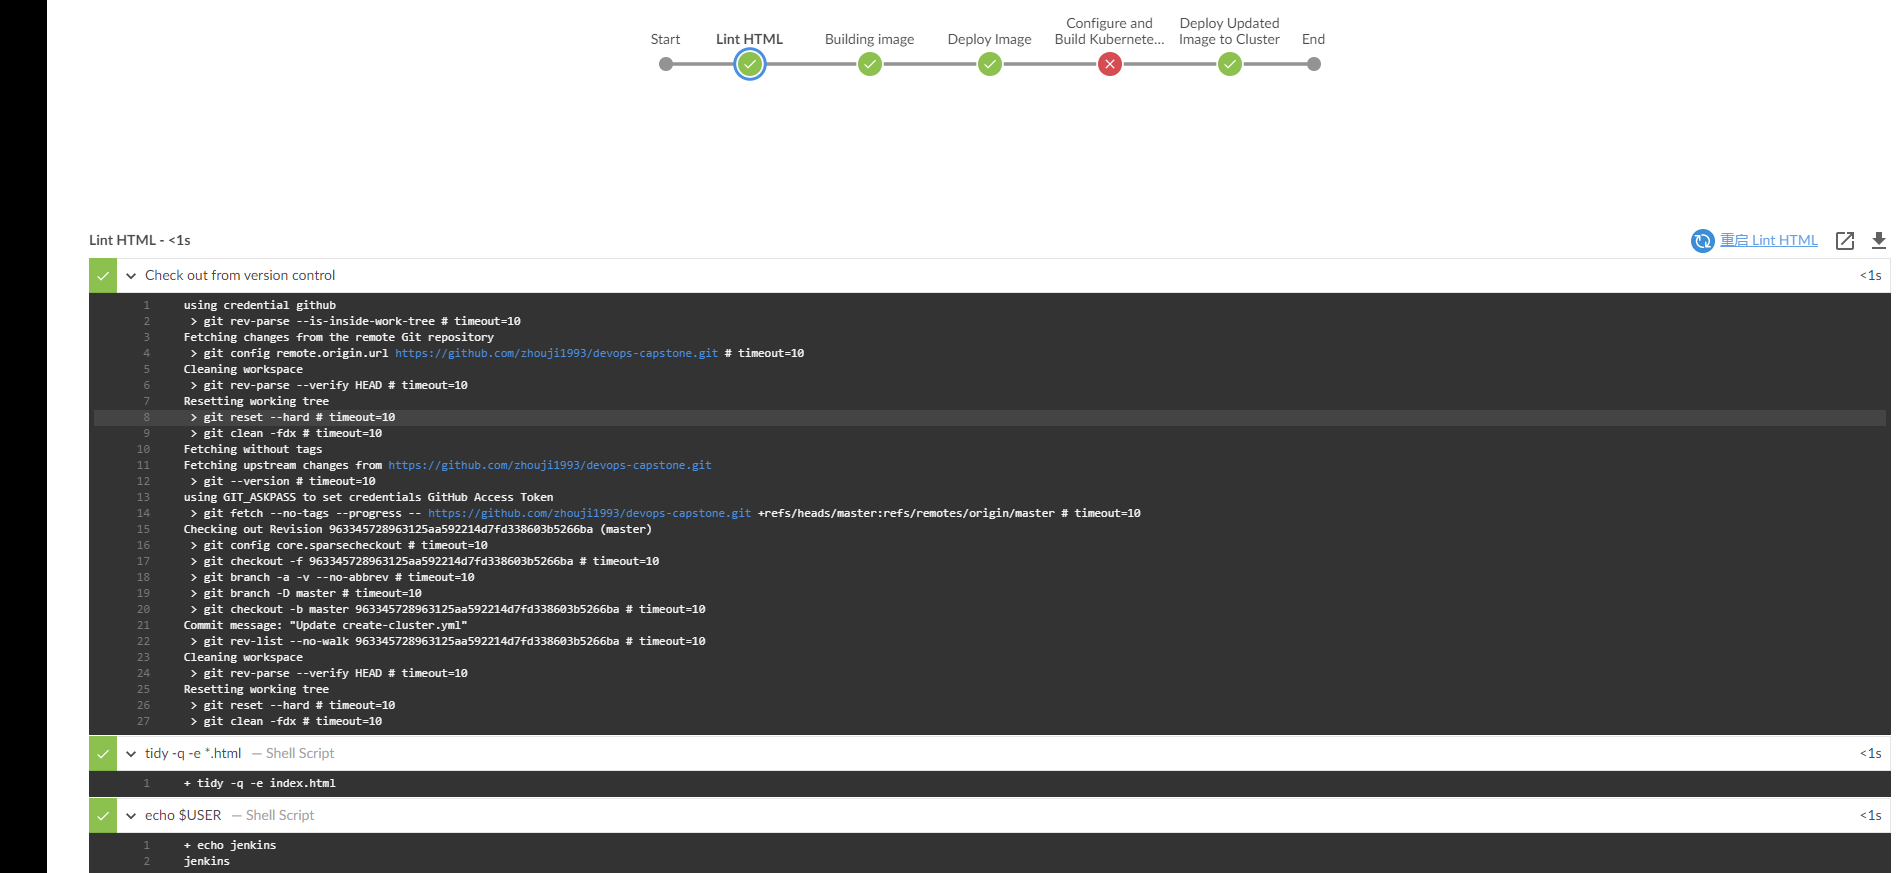 Start
Lint HTML
Building image
Deploy Image
Configure and
Build Kubernete...
Deploy Updated
Image to Cluster
End
Lint HTML - <1s
重启 Lint HTML
Check out from version control
<1s
1 using credential github
2 > git rev-parse --is-inside-work-tree # timeout=10
3 Fetching changes from the remote Git repository
4 > git config remote.origin.url https://github.com/zhouji1993/devops-capstone.git # timeout=10
5 Cleaning workspace
6 > git rev-parse --verify HEAD # timeout=10
7 Resetting working tree
8 > git reset --hard # timeout=10
9 > git clean -fdx # timeout=10
10 Fetching without tags
11 Fetching upstream changes from https://github.com/zhouji1993/devops-capstone.git
12 > git --version # timeout=10
13 using GIT_ASKPASS to set credentials GitHub Access Token
14 > git fetch --no-tags --progress -- https://github.com/zhouji1993/devops-capstone.git +refs/heads/master:refs/remotes/origin/master # timeout=10
15 Checking out Revision 963345728963125aa592214d7fd338603b5266ba (master)
16 > git config core.sparsecheckout # timeout=10
17 > git checkout -f 963345728963125aa592214d7fd338603b5266ba # timeout=10
18 > git branch -a -v --no-abbrev # timeout=10
19 > git branch -D master # timeout=10
20 > git checkout -b master 963345728963125aa592214d7fd338603b5266ba # timeout=10
21 Commit message: "Update create-cluster.yml"
22 > git rev-list --no-walk 963345728963125aa592214d7fd338603b5266ba # timeout=10
23 Cleaning workspace
24 > git rev-parse --verify HEAD # timeout=10
25 Resetting working tree
26 > git reset --hard # timeout=10
27 > git clean -fdx # timeout=10
tidy -q -e *.html — Shell Script
<1s
1 + tidy -q -e index.html
echo $USER — Shell Script
<1s
1 + echo jenkins
2 jenkins